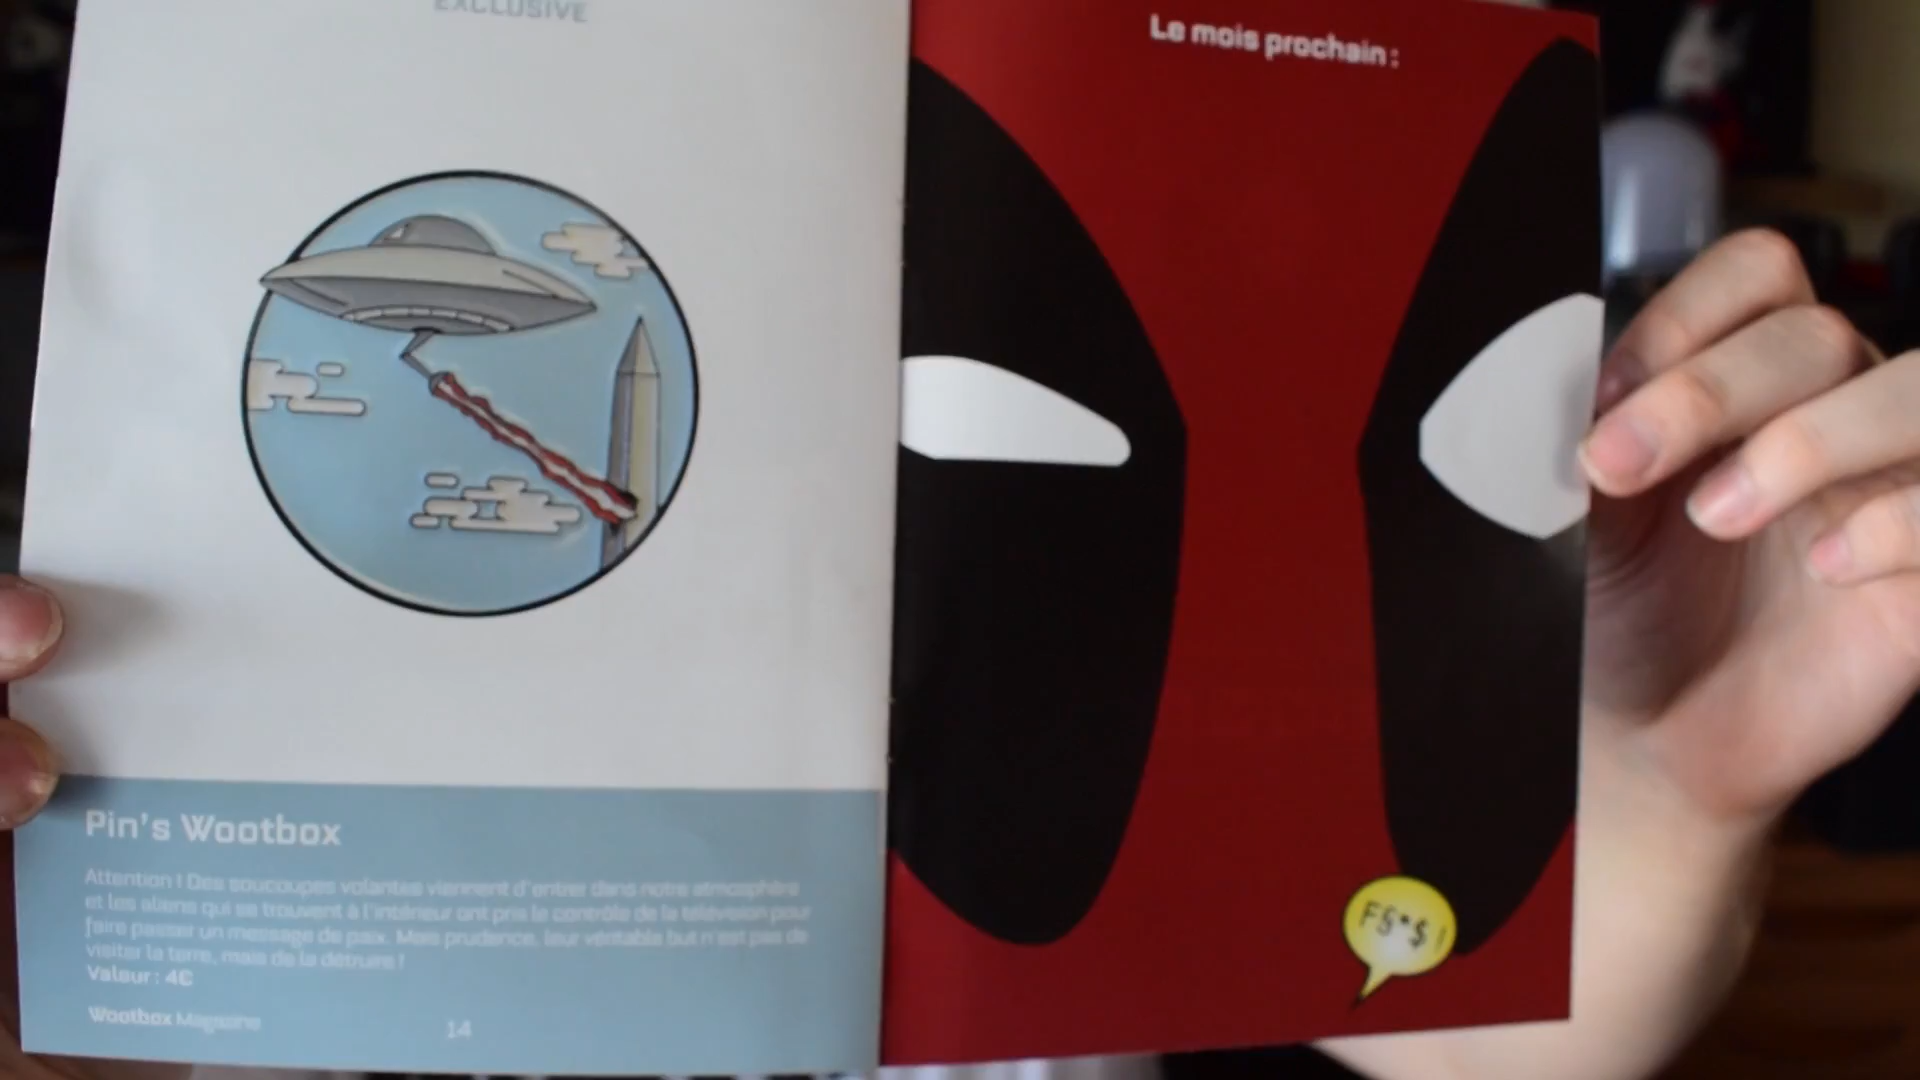 EXCLUSIVE
Pin's Wootbox
Attention ! Des soucoupes volantes viennent d'entrer dans notre atmosphère
et les aliens qui se trouvent à l'intérieur ont pris le contrôle de la télévision pour
faire passer un message de paix. Mais prudence, leur véritable but n'est pas de
visiter la terre, mais de la détruire !
Valeur : 4€
Wootbox Magazine
14
Le mois prochain :
F§*$ !